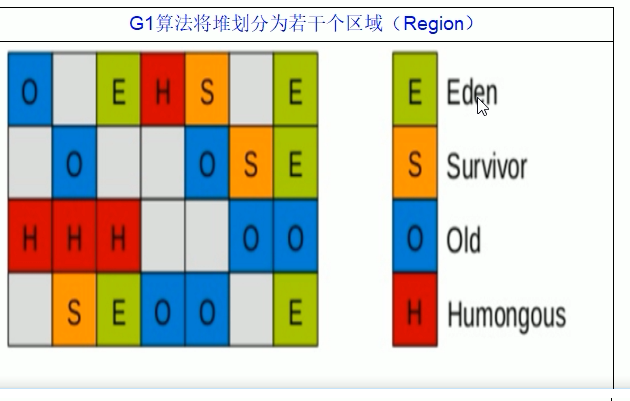 G1算法将堆划分为若干个区域（Region）
O E H S E E Eden
O O S E S Survivor
H H H O O O Old
S E O O E H Humongous